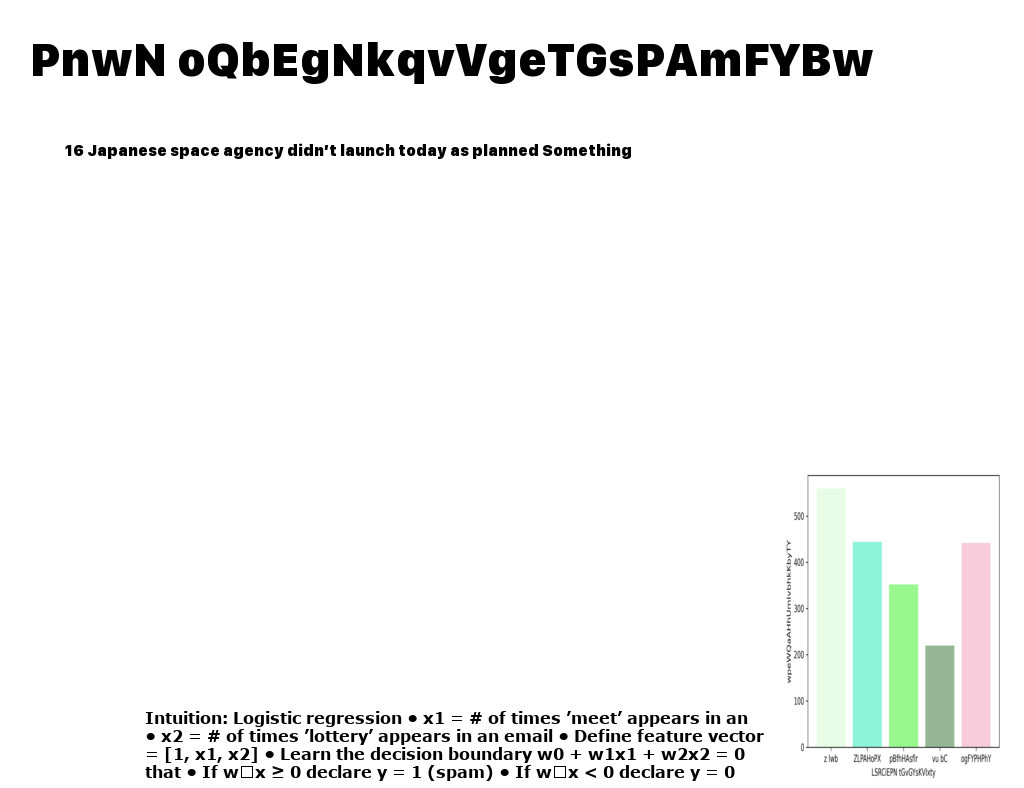 PnwN oQbEgNkqvVgeTGsPAmFYBw
16 Japanese space agency didn't launch today as planned Something
500
400
300
200
100
0
z lwb ZLPAHoPX pBfhHAsfir vu bC ogFYPHPhY
LSRCiEPN tGvGYsKVlxty
Intuition: Logistic regression • x1 = # of times ’meet’ appears in an
• x2 = # of times ’lottery’ appears in an email • Define feature vector
= [1, x1, x2] • Learn the decision boundary w0 + w1x1 + w2x2 = 0
that • If w□x ≥ 0 declare y = 1 (spam) • If w□x < 0 declare y = 0